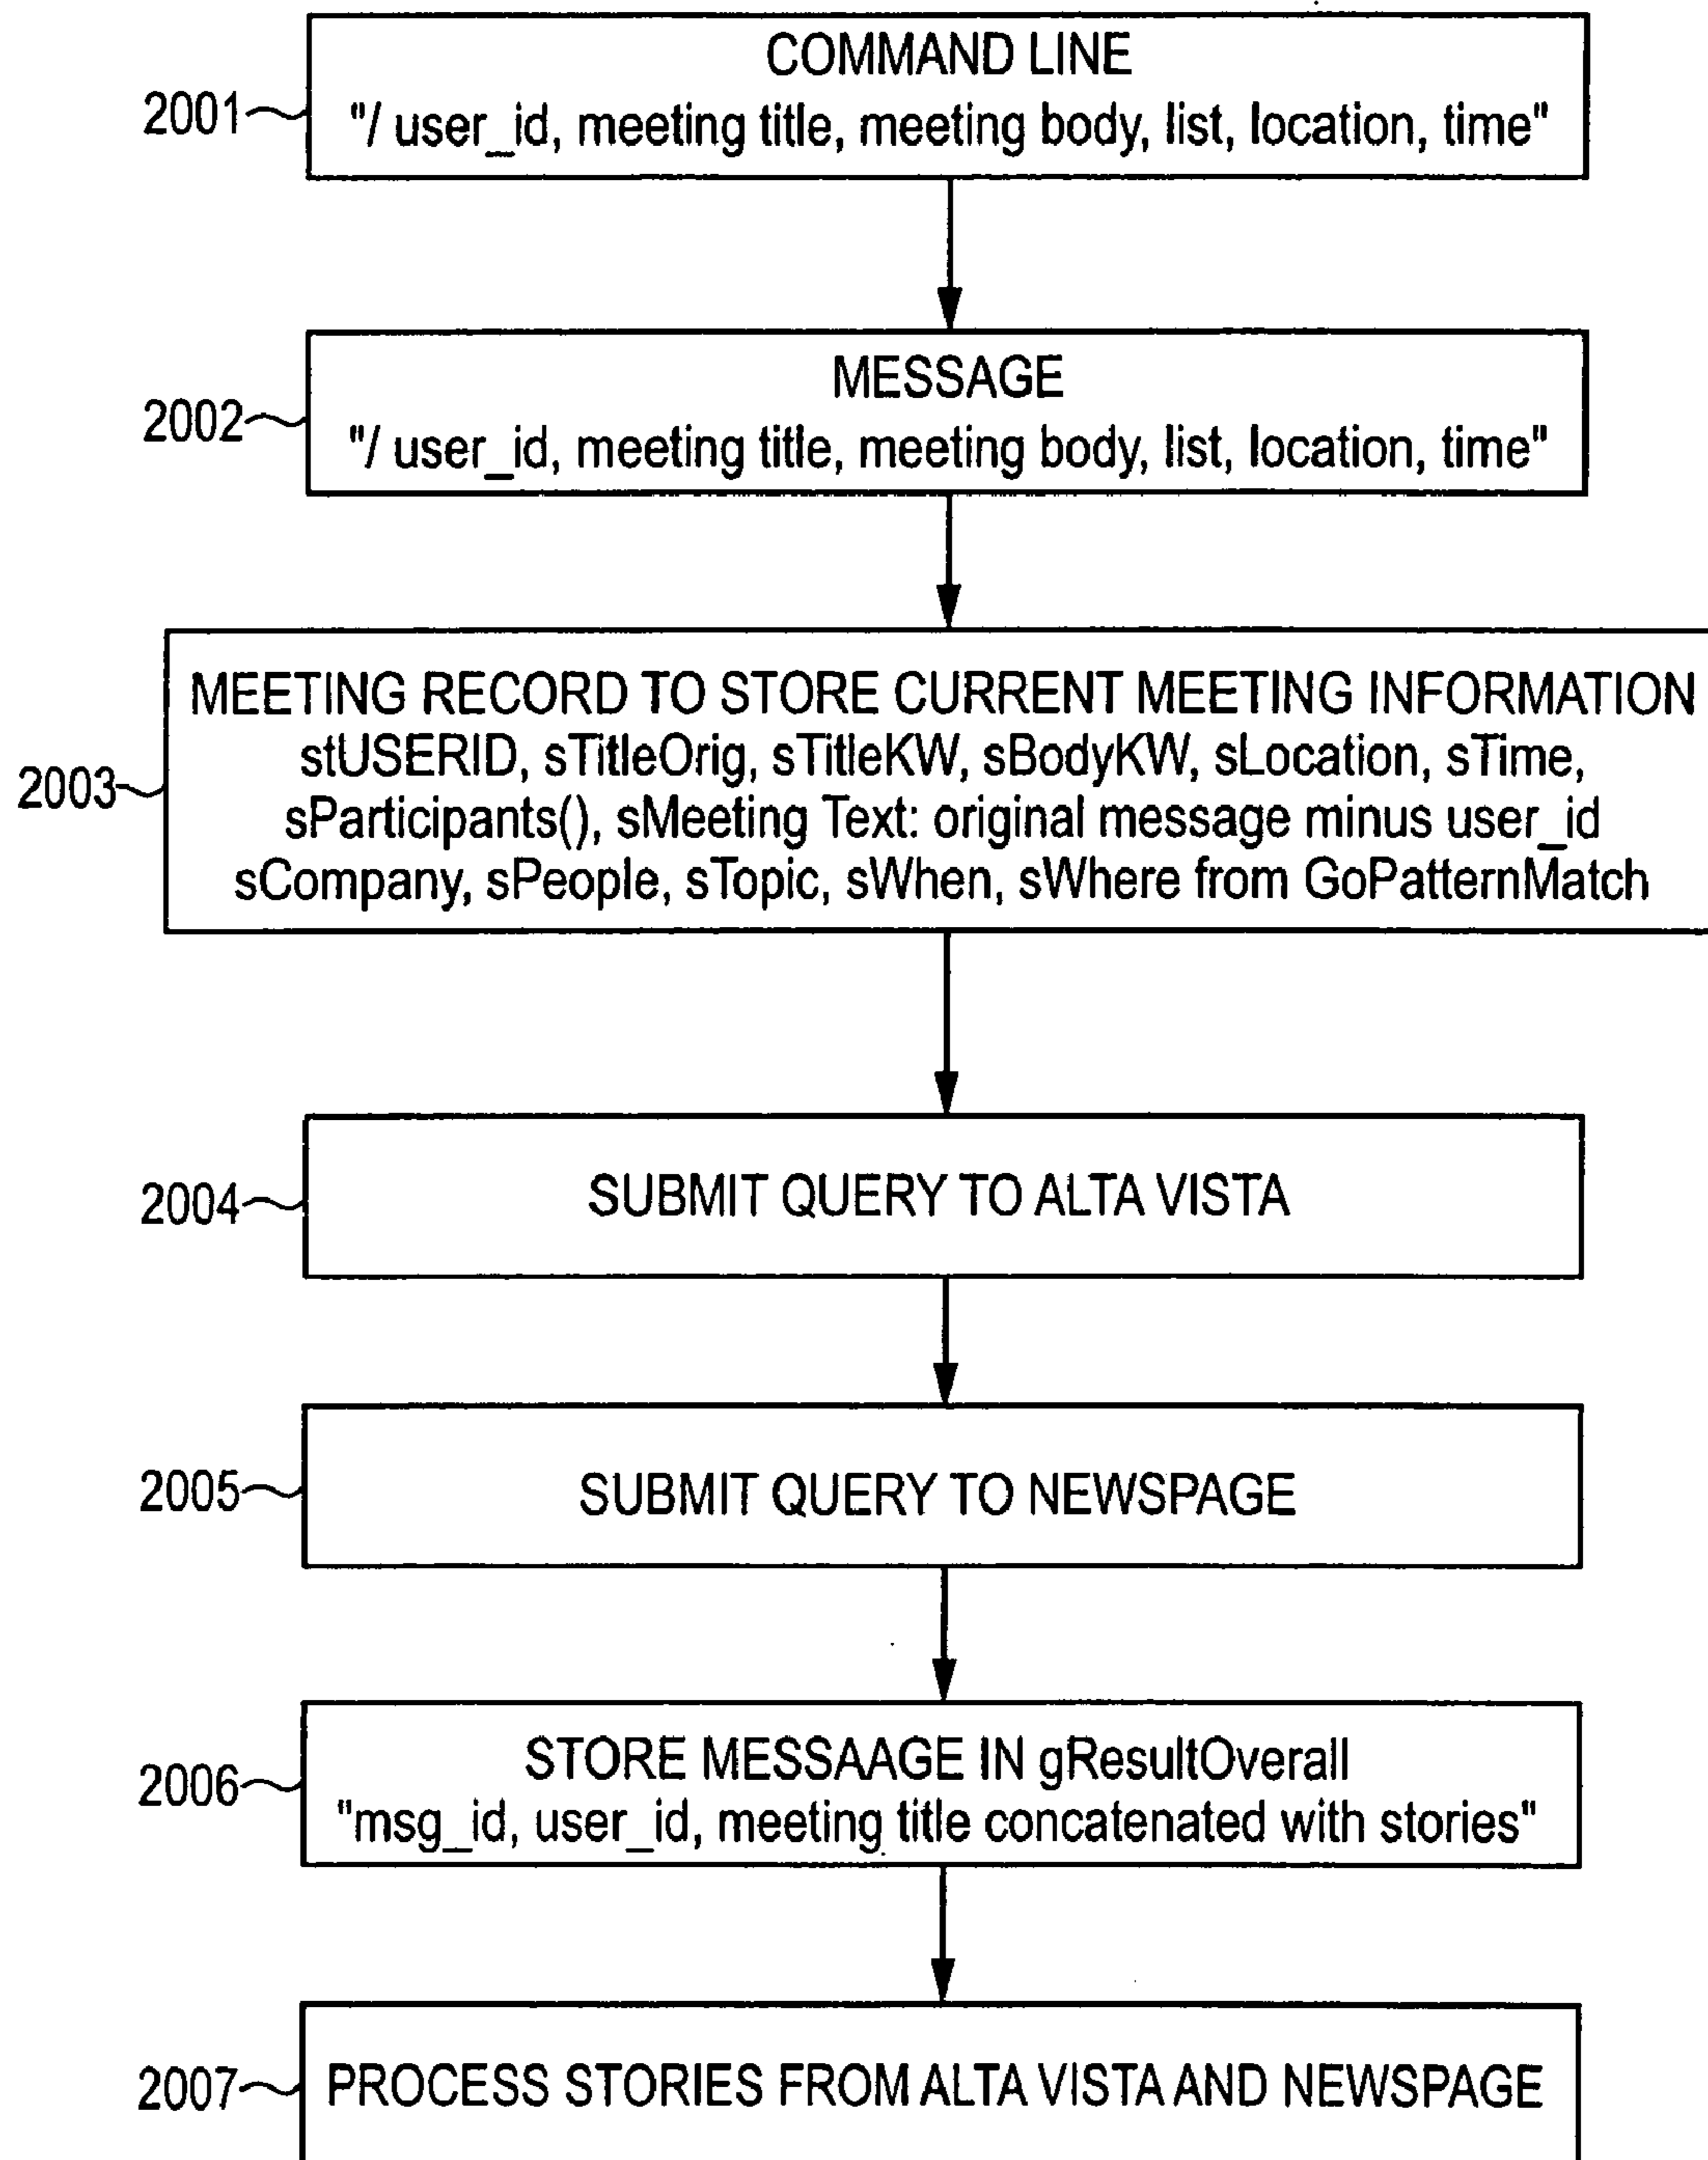 COMMAND LINE
2001
"/ user_id, meeting title, meeting body, list, location, time"
MESSAGE
2002
"/ user_id, meeting title, meeting body, list, location, time"
MEETING RECORD TO STORE CURRENT MEETING INFORMATION
stUSERID, sTitleOrig, sTitleKW, sBodyKW, sLocation, sTime,
2003
sParticipants(), sMeeting Text: original message minus user_id
sCompany, sPeople, sTopic, sWhen, sWhere from GoPatternMatch
2004
SUBMIT QUERY TO ALTA VISTA
2005
SUBMIT QUERY TO NEWSPAGE
STORE MESSAAGE IN gResultOverall
2006
"msg_id, user_id, meeting title concatenated with stories"
2007
PROCESS STORIES FROM ALTA VISTA AND NEWSPAGE